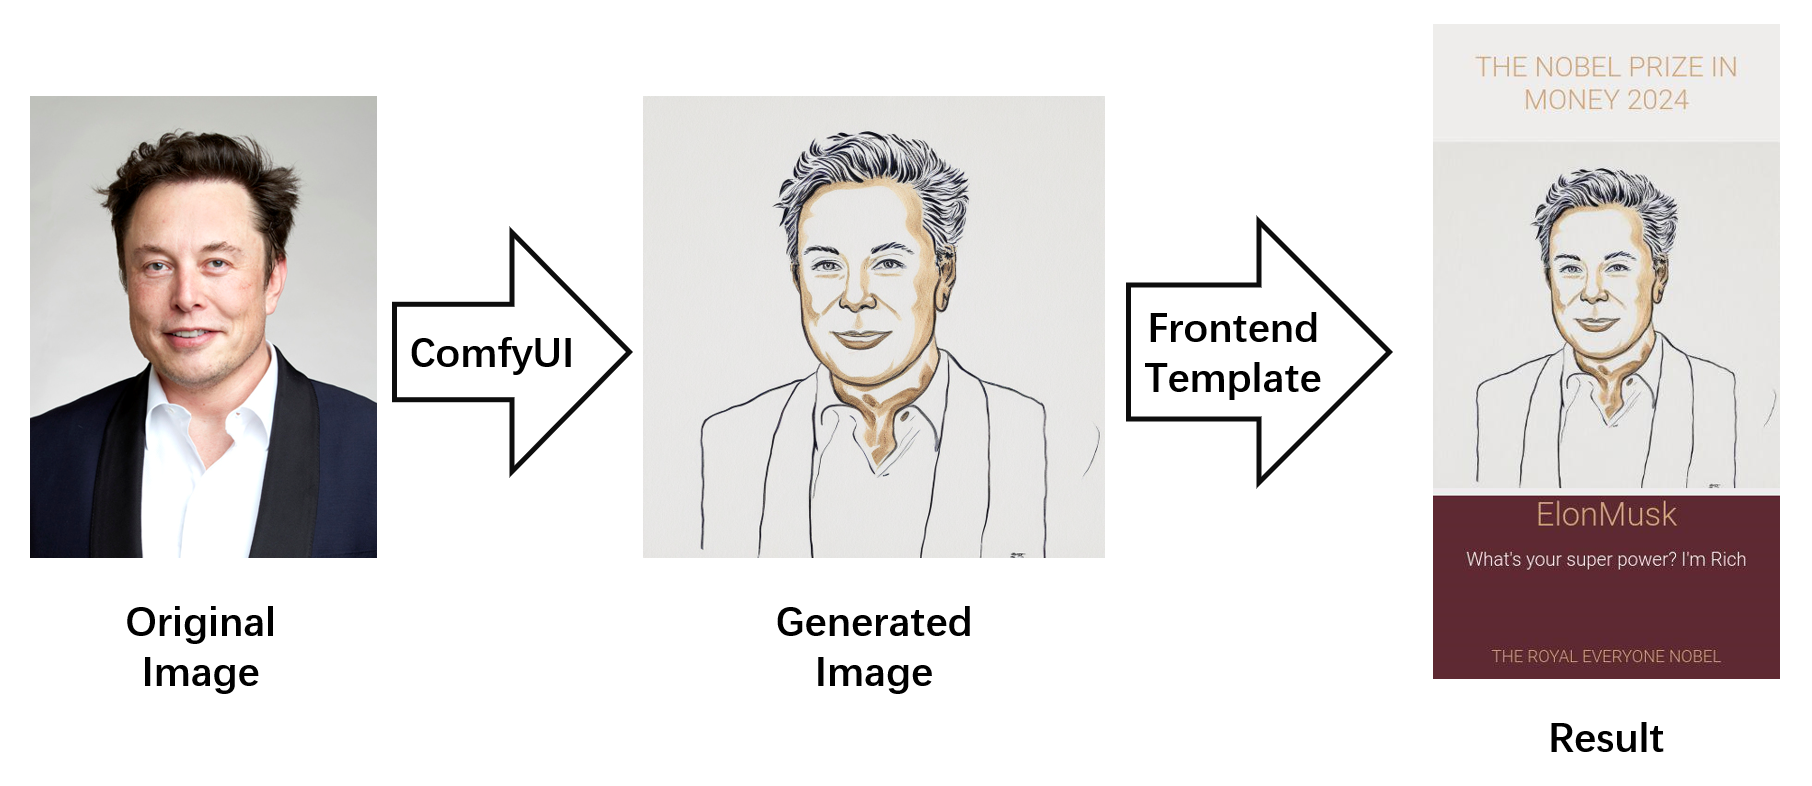 Original
Image
ComfyUI
Generated
Image
Frontend
Template
THE NOBEL PRIZE IN
MONEY 2024
ElonMusk
What's your super power? I'm Rich
THE ROYAL EVERYONE NOBEL
Result